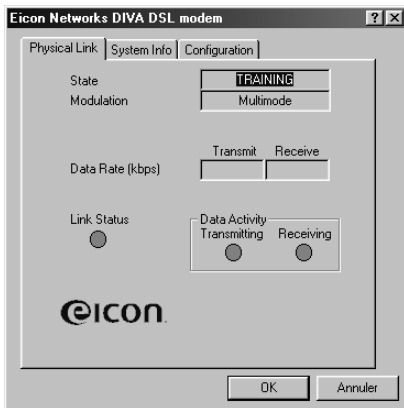 Eicon Networks DIVA DSL modem
Physical Link System Info Configuration
State TRAINING
Modulation Multimode
Transmit Receive
Data Rate (kbps)
Link Status Data Activity
Transmitting Receiving
eicon
OK Annuler